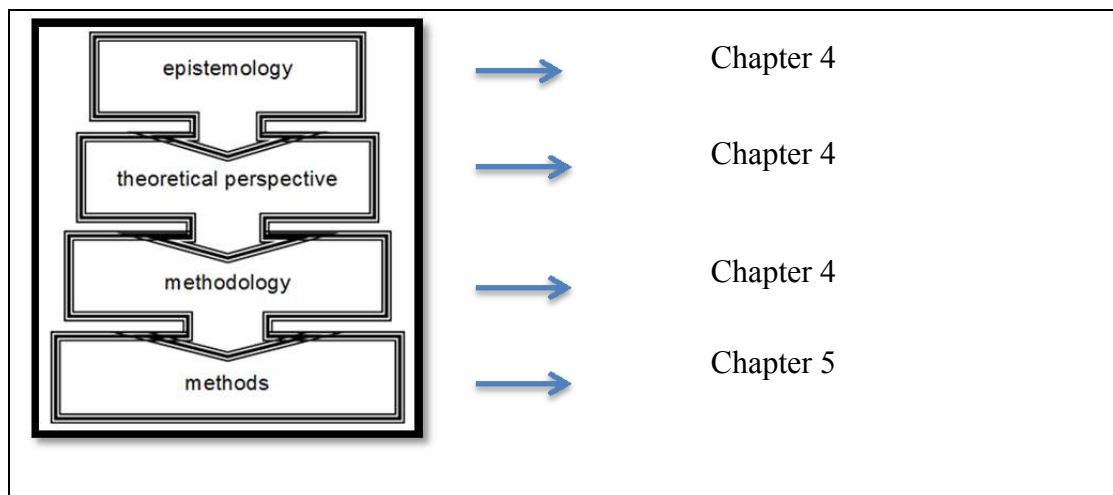 epistemology
Chapter 4
theoretical perspective
Chapter 4
methodology
Chapter 4
methods
Chapter 5